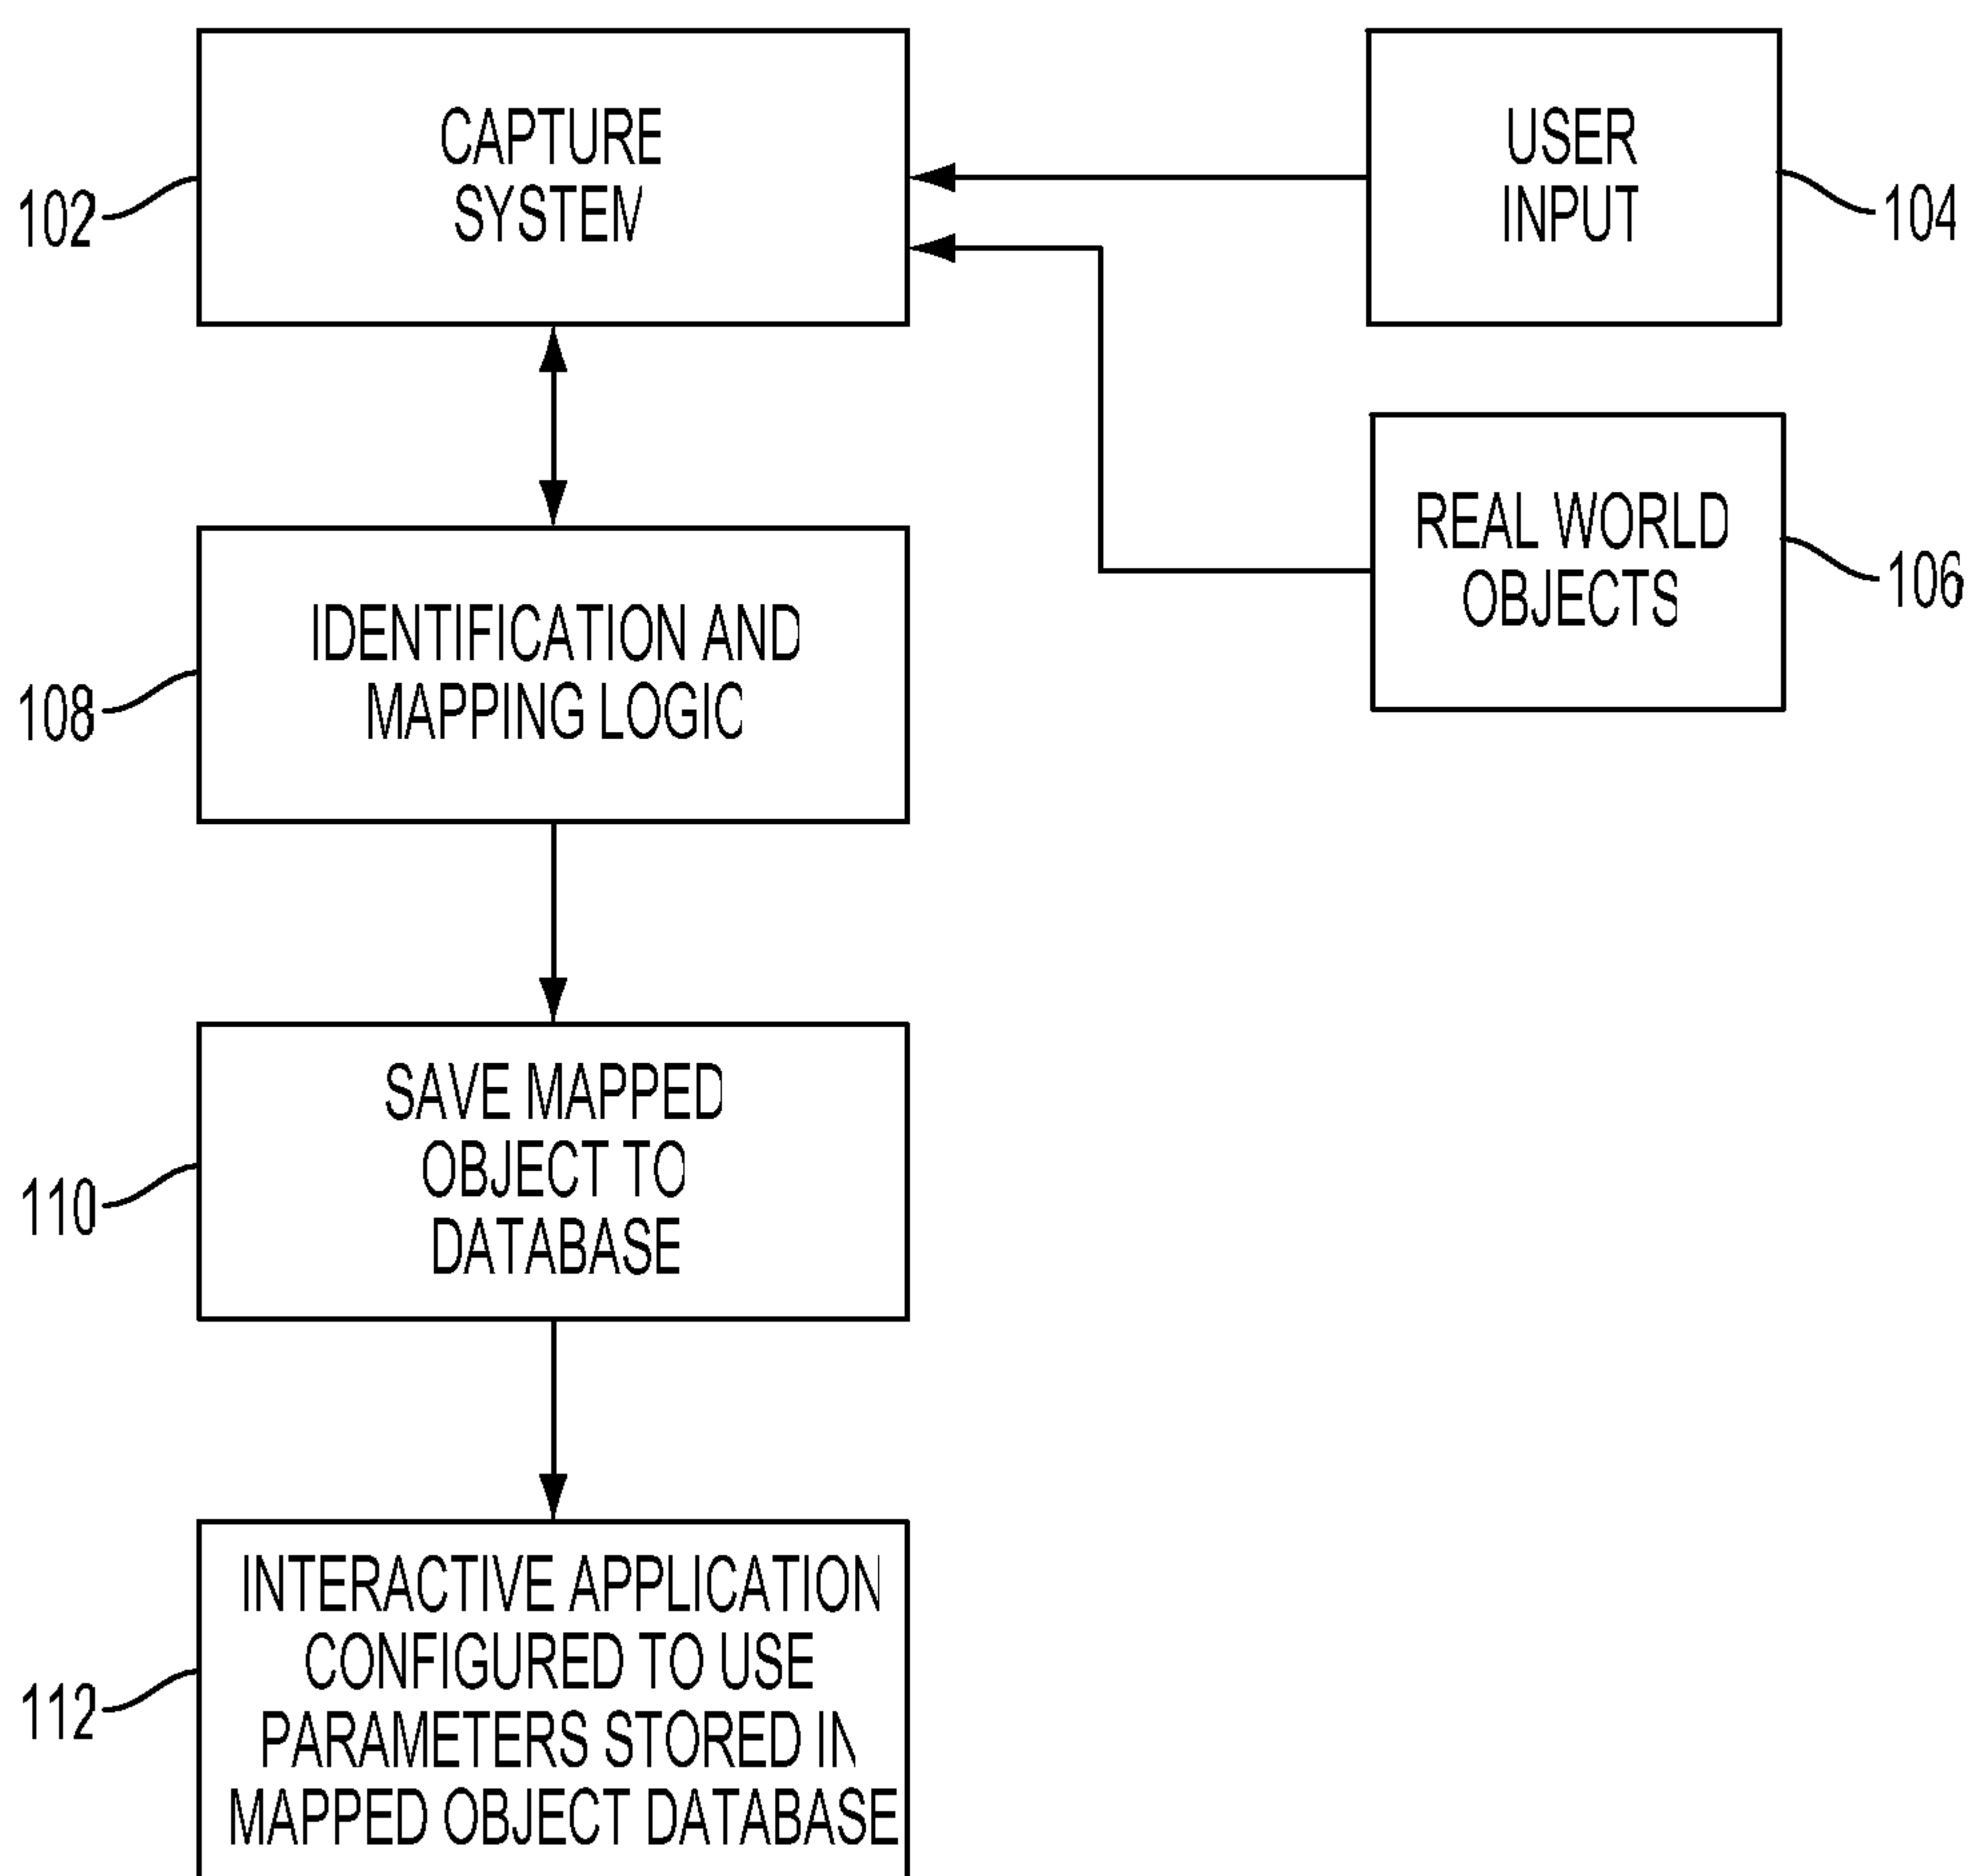 CAPTURE
SYSTEM
102
USER
INPUT
104
REAL WORLD
OBJECTS
106
IDENTIFICATION AND
MAPPING LOGIC
108
SAVE MAPPED
OBJECT TO
DATABASE
110
INTERACTIVE APPLICATION
CONFIGURED TO USE
PARAMETERS STORED IN
MAPPED OBJECT DATABASE
112